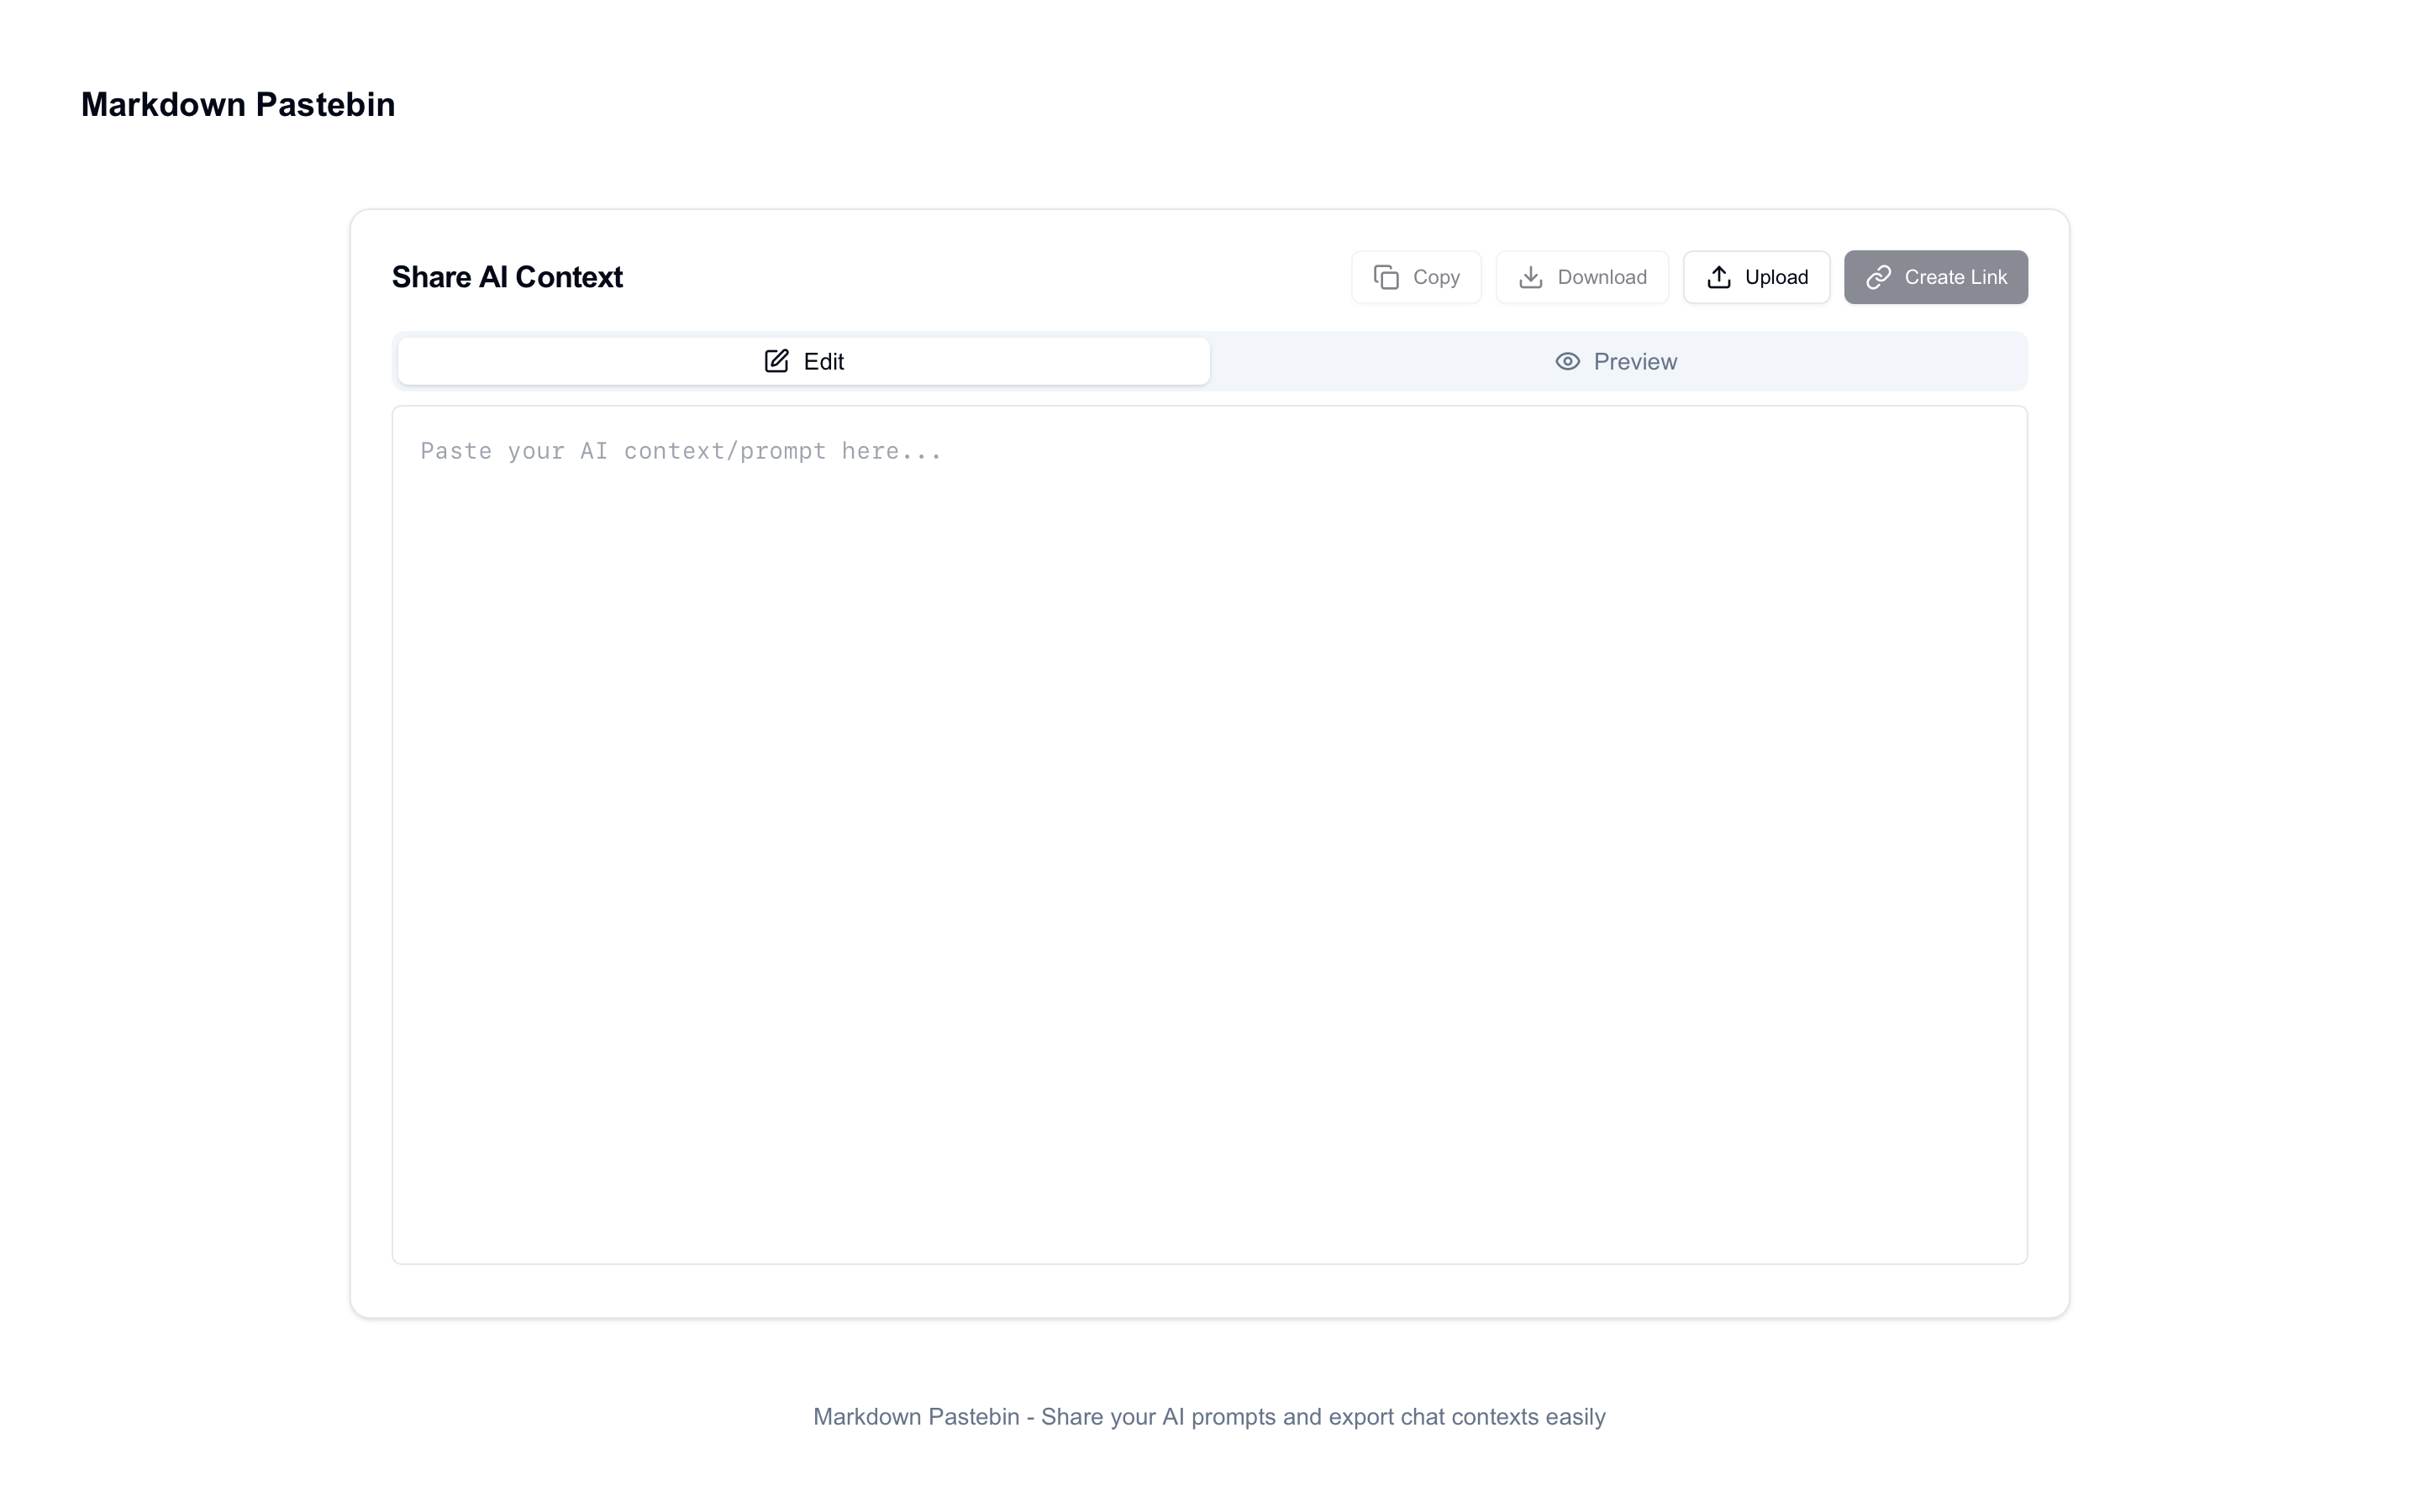 Markdown Pastebin
Share AI Context
Copy
Download
Upload
Create Link
Edit
Preview
Paste your AI context/prompt here...
Markdown Pastebin - Share your AI prompts and export chat contexts easily